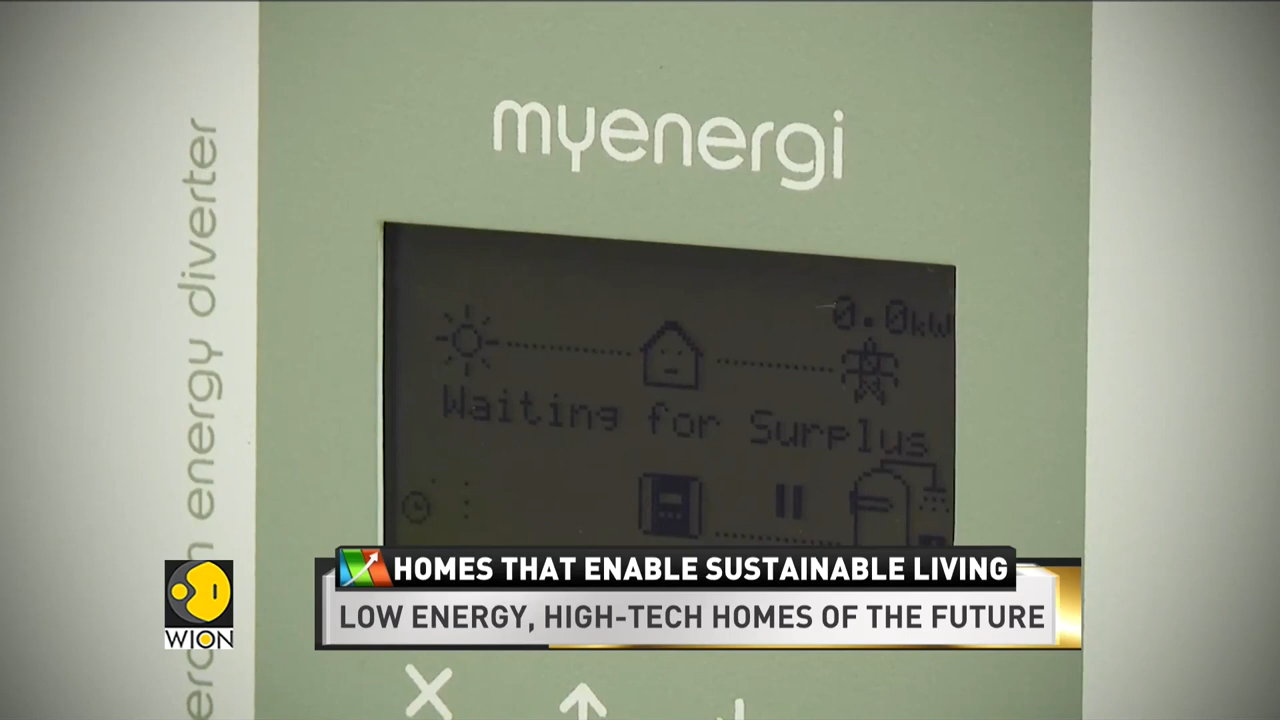 myenergi
energy diverter
0.0kW
Waiting for Surplus
HOMES THAT ENABLE SUSTAINABLE LIVING
LOW ENERGY, HIGH-TECH HOMES OF THE FUTURE
WION